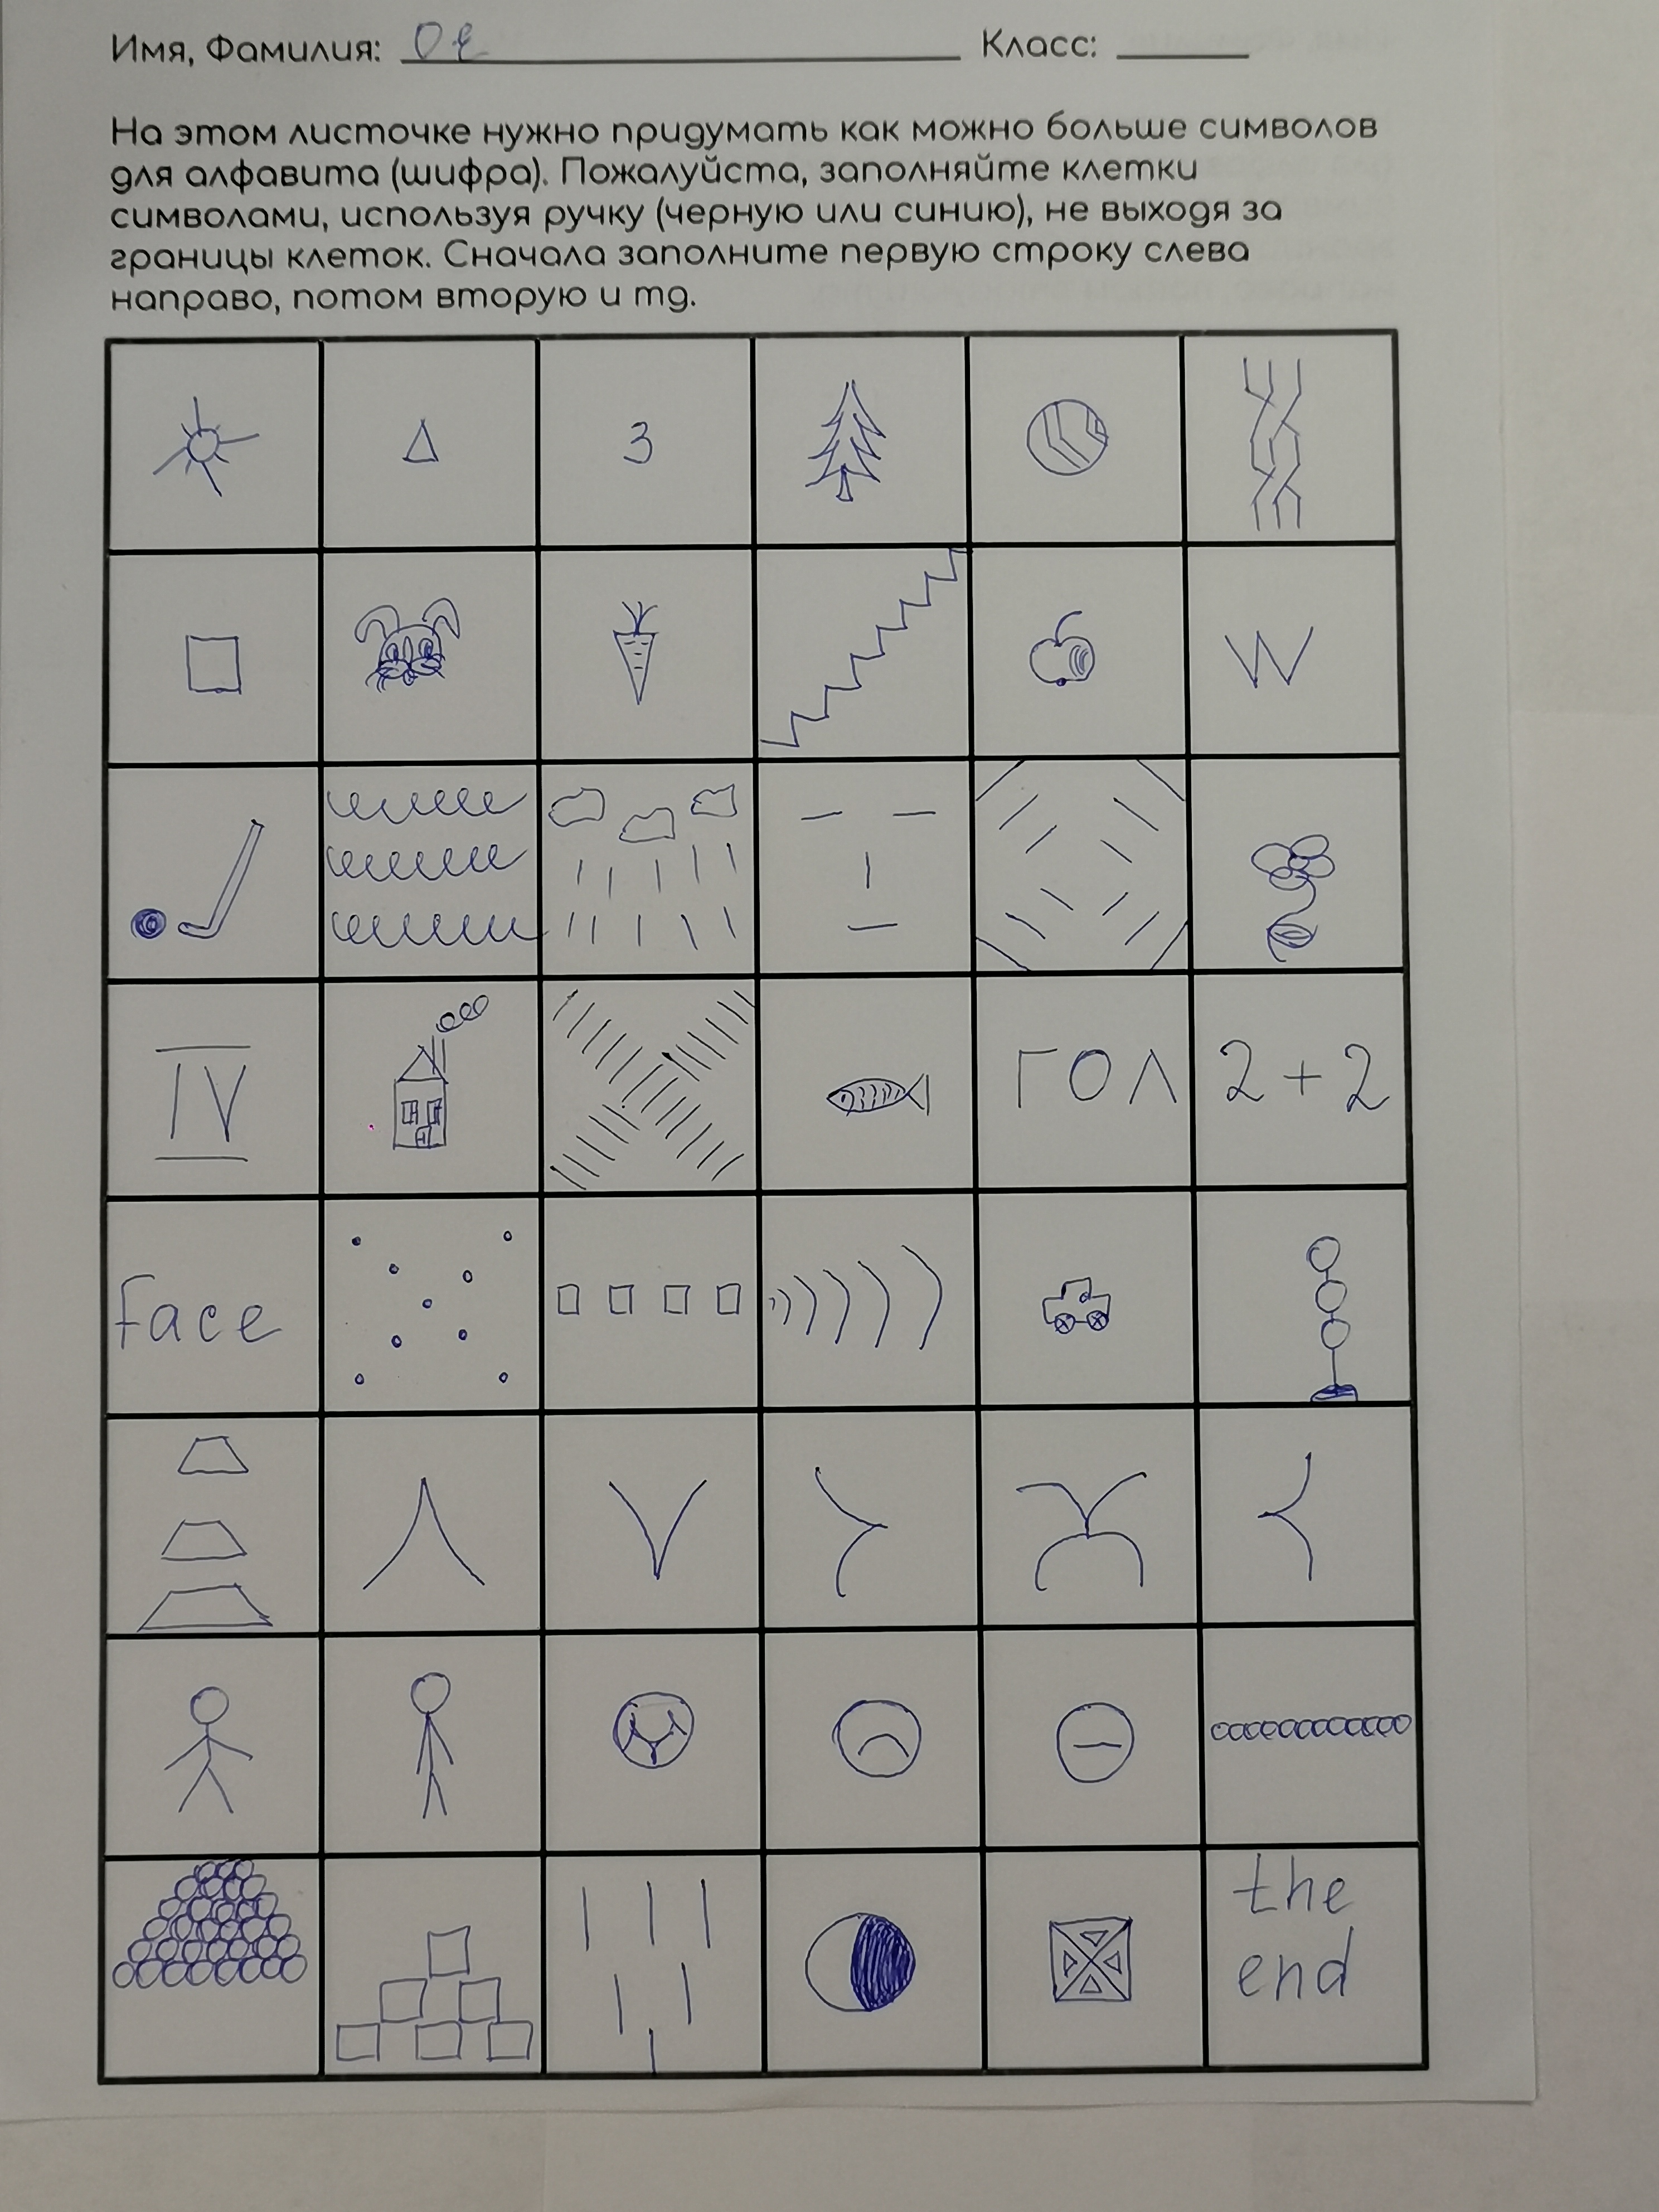 Имя, Фамилия: Ое Класс:
На этом листочке нужно придумать как можно больше символов
для алфавита (шифра). Пожалуйста, заполняйте клетки
символами, используя ручку (черную или синию), не выходя за
границы клеток. Сначала заполните первую строку слева
направо, потом вторую и тд.
3
W
IV
ГОЛ
2+2
face
the
end